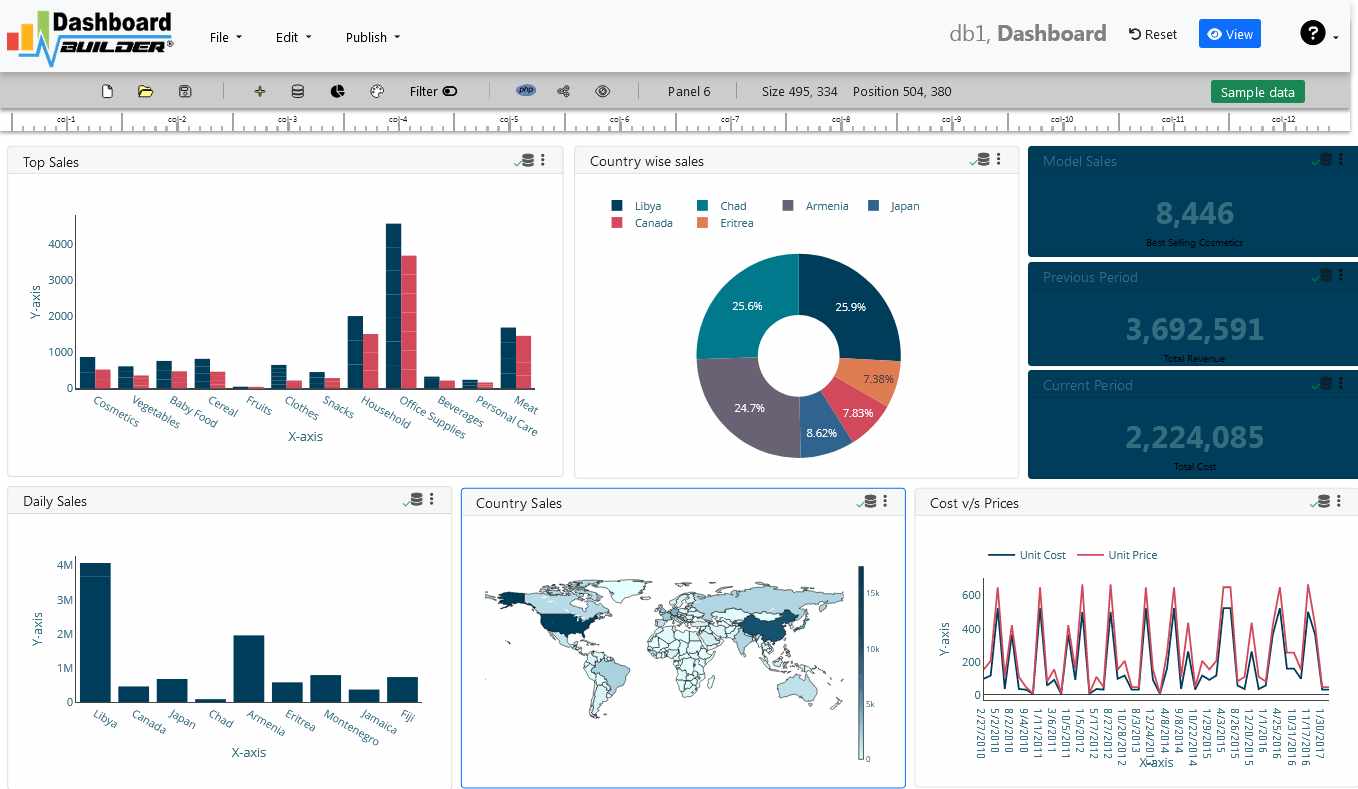 Dashboard
BUILDER®
File Edit Publish
db1, Dashboard Reset View ?
Filter php Panel 6 Size 495, 334 Position 504, 380 Sample data
col-1 col-2 col-3 col-4 col-5 col-6 col-7 col-8 col-9 col-10 col-11 col-12
Top Sales
Y-axis
4000
3000
2000
1000
0
Cosmetics Vegetables Baby Food Cereal Fruits Clothes Snacks Household Office Supplies Beverages Personal Care Meat
X-axis
Country wise sales
Libya Chad Armenia Japan
Canada Eritrea
25.6% 25.9%
7.38%
24.7% 7.83%
8.62%
Model Sales
8,446
Best Selling Cosmetics
Previous Period
3,692,591
Total Revenue
Current Period
2,224,085
Total Cost
Daily Sales
Y-axis
4M
3M
2M
1M
0
Libya Canada Japan Chad Armenia Eritrea Montenegro Jamaica Fiji
X-axis
Country Sales
15k
10k
5k
0
Cost v/s Prices
Unit Cost Unit Price
Y-axis
600
400
200
0
2/27/2010 5/2/2010 8/2/2010 9/4/2010 1/11/2011 3/6/2011 10/5/2011 1/5/2012 5/17/2012 8/27/2012 10/28/2012 8/3/2013 12/24/2013 4/8/2014 9/8/2014 10/22/2014 1/29/2015 4/3/2015 8/26/2015 12/20/2015 1/1/2016 4/25/2016 10/31/2016 11/17/2016 1/30/2017
X-axis